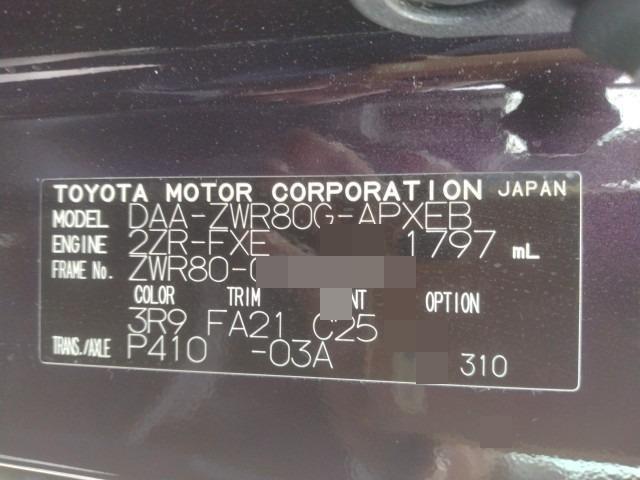 TOYOTA MOTOR CORPORATION JAPAN
MODEL DAA-ZWR80G-APXEB
ENGINE 2ZR-FXE 1797 mL
FRAME No. ZWR80-
COLOR TRIM OPTION
3R9 FA21 C25
TRANS./AXLE P410 -03A 310